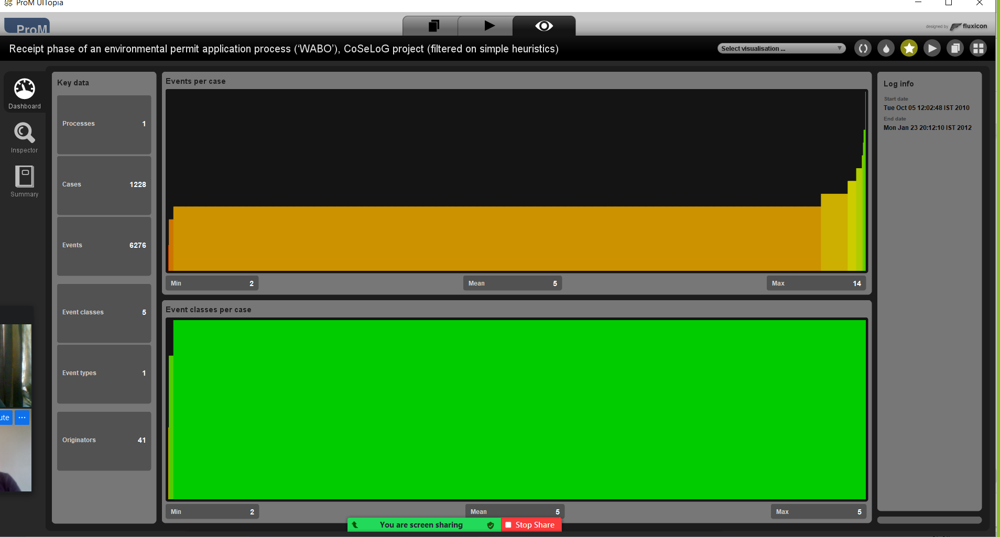 ProM UITopia
ProM
designed by fluxicon
Receipt phase of an environmental permit application process (‘WABO’), CoSeLoG project (filtered on simple heuristics)
Select visualisation ...
Dashboard
Inspector
Summary
Key data
Processes 1
Cases 1228
Events 6276
Event classes 5
Event types 1
Originators 41
Events per case
Min 2
Mean 5
Max 14
Event classes per case
Min 2
Mean 5
Max 5
Log info
Start date
Tue Oct 05 12:02:48 IST 2010
End date
Mon Jan 23 20:12:10 IST 2012
ute ...
You are screen sharing
Stop Share